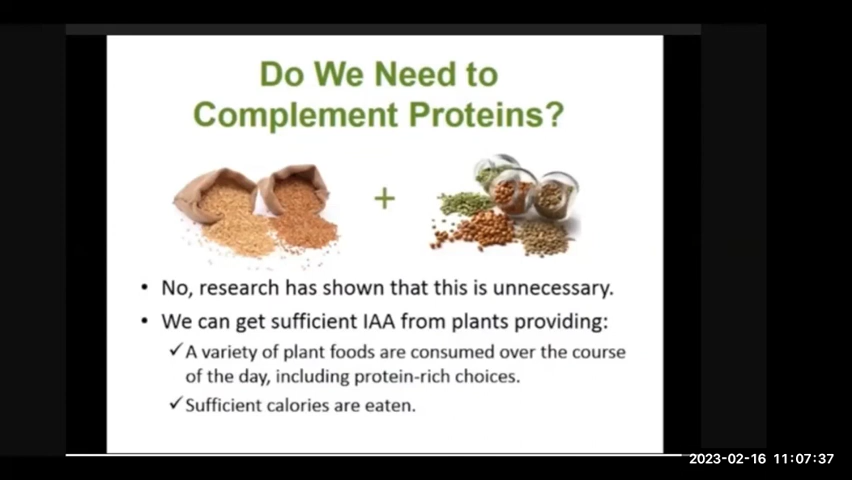 Do We Need to
Complement Proteins?
+
• No, research has shown that this is unnecessary.
• We can get sufficient IAA from plants providing:
✓A variety of plant foods are consumed over the course
of the day, including protein-rich choices.
✓Sufficient calories are eaten.
2023-02-16 11:07:37